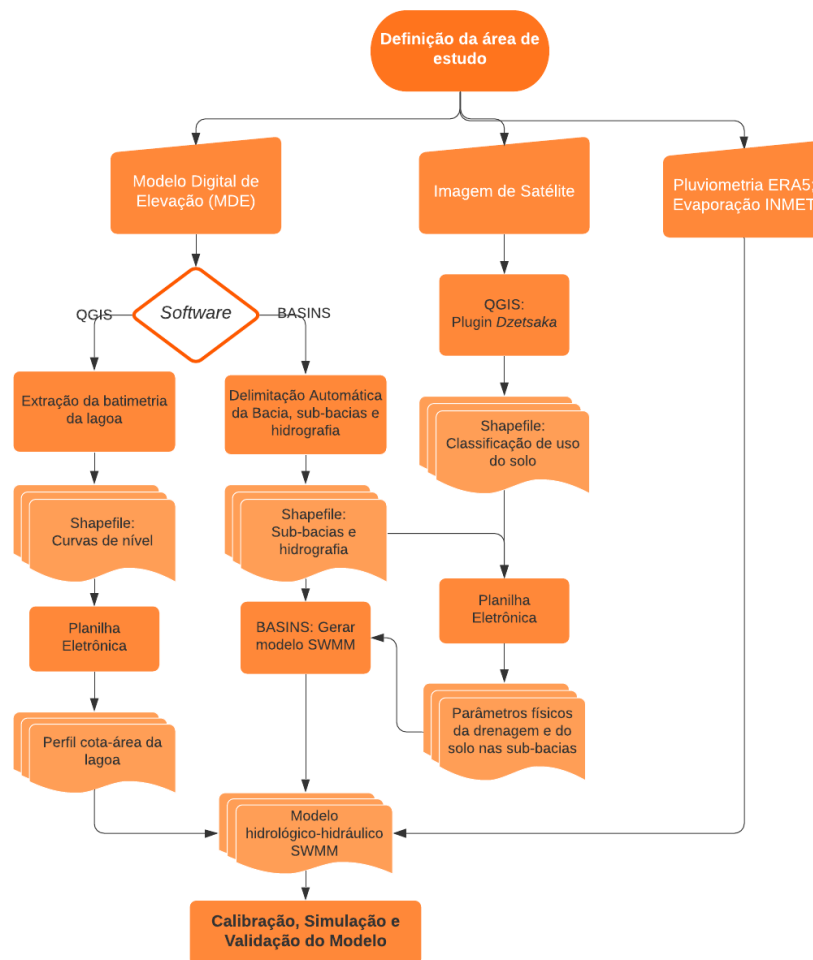 Definição da área de
estudo
Modelo Digital de
Elevação (MDE)
Imagem de Satélite
Pluviometria ERA5;
Evaporação INMET
QGIS
Software
BASINS
QGIS:
Plugin Dzetsaka
Extração da batimetria
da lagoa
Delimitação Automática
da Bacia, sub-bacias e
hidrografia
Shapefile:
Classificação de uso
do solo
Shapefile:
Curvas de nível
Shapefile:
Sub-bacias e
hidrografia
Planilha
Eletrônica
BASINS: Gerar
modelo SWMM
Planilha
Eletrônica
Perfil cota-área da
lagoa
Parâmetros físicos
da drenagem e do
solo nas sub-bacias
Modelo
hidrológico-hidráulico
SWMM
Calibração, Simulação e
Validação do Modelo